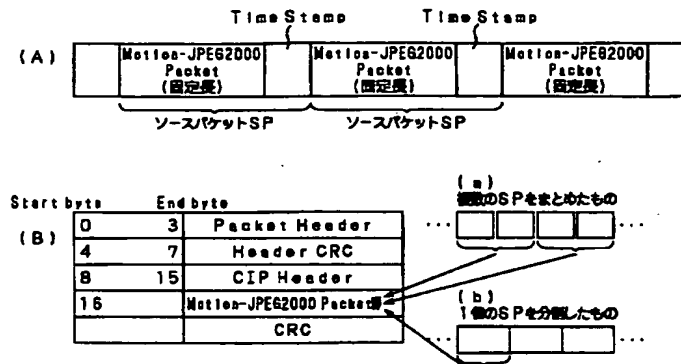 Time Stamp Time Stamp
(A)
Motion-JPEG2000 Packet (固定長)
Motion-JPEG2000 Packet (固定長)
Motion-JPEG2000 Packet (固定長)
ソースパケットSP ソースパケットSP
(B)
Start byte End byte
0 3 Packet Header
4 7 Header CRC
8 15 CIP Header
16 Motion-JPEG2000 Packet等
CRC
(a)
複数のSPをまとめたもの
... ...
(b)
1個のSPを分割したもの
... ...